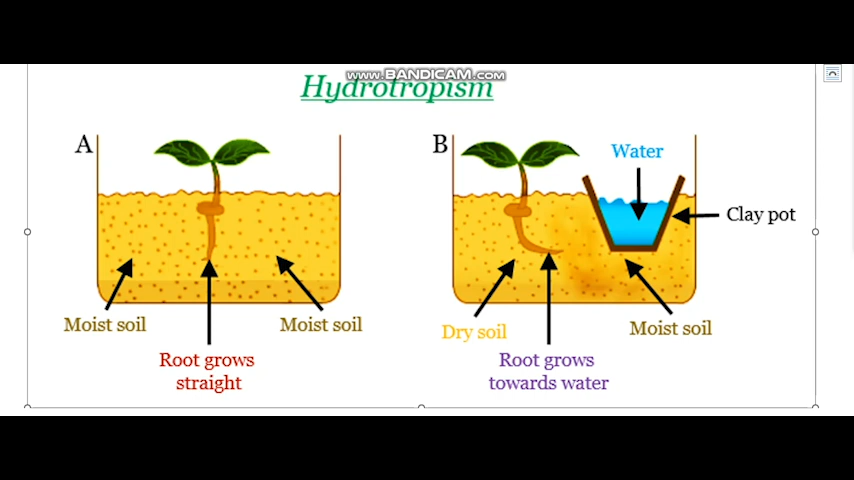 www.BANDICAM.com
Hydrotropism
A
B
Water
Clay pot
Moist soil
Moist soil
Dry soil
Moist soil
Root grows
straight
Root grows
towards water